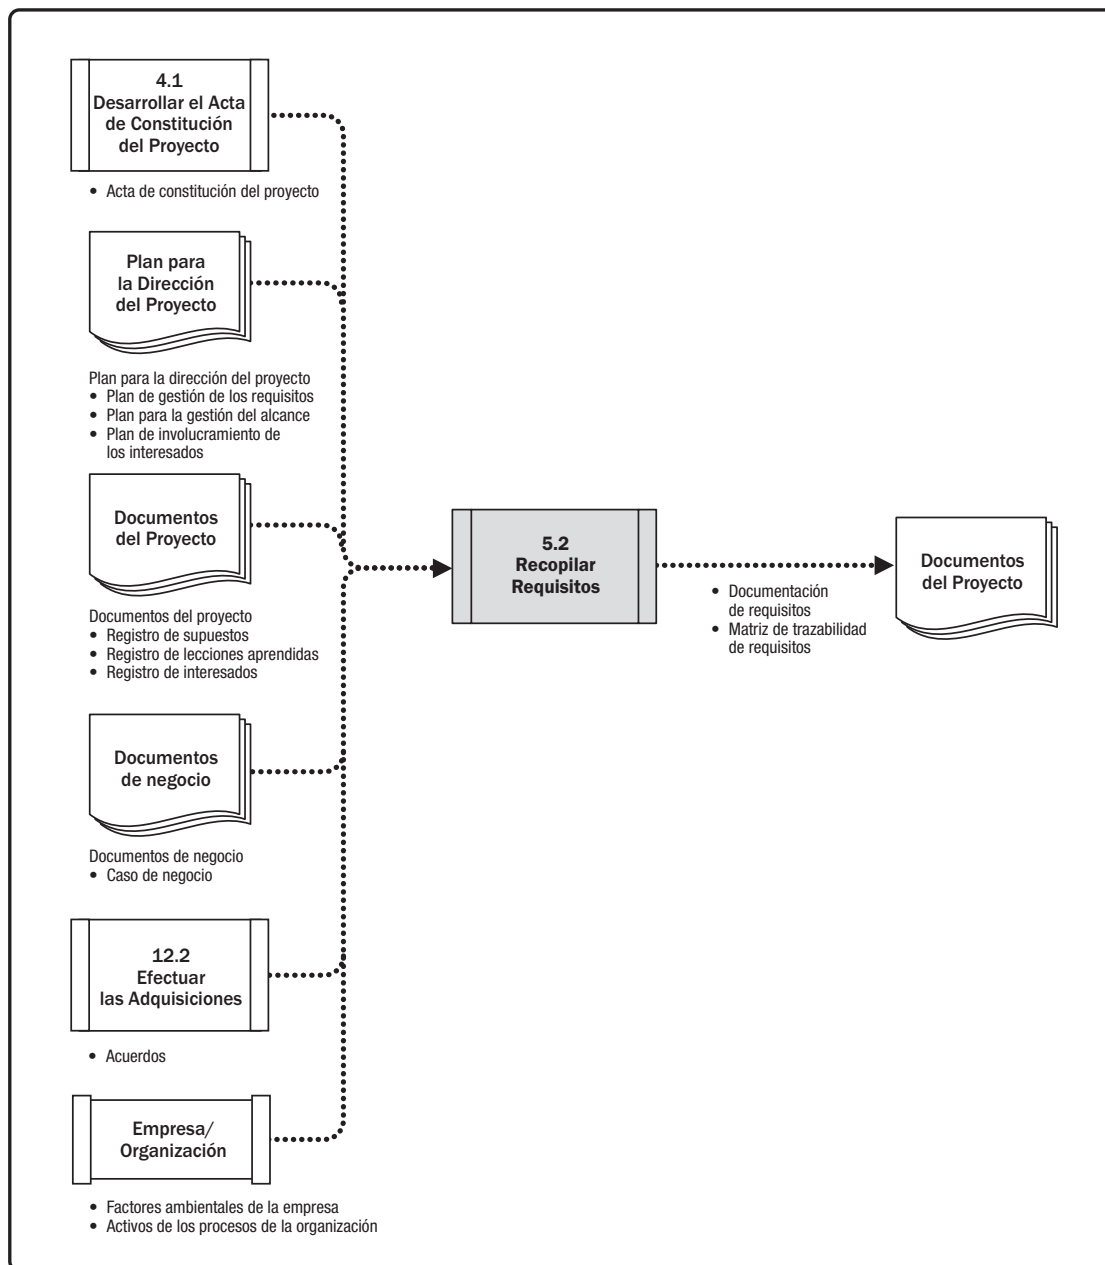 4.1
Desarrollar el Acta
de Constitución
del Proyecto
• Acta de constitución del proyecto
Plan para
la Dirección
del Proyecto
Plan para la dirección del proyecto
• Plan de gestión de los requisitos
• Plan para la gestión del alcance
• Plan de involucramiento de
los interesados
Documentos
del Proyecto
Documentos del proyecto
• Registro de supuestos
• Registro de lecciones aprendidas
• Registro de interesados
Documentos
de negocio
Documentos de negocio
• Caso de negocio
12.2
Efectuar
las Adquisiciones
• Acuerdos
Empresa/
Organización
• Factores ambientales de la empresa
• Activos de los procesos de la organización
5.2
Recopilar
Requisitos
• Documentación
de requisitos
• Matriz de trazabilidad
de requisitos
Documentos
del Proyecto